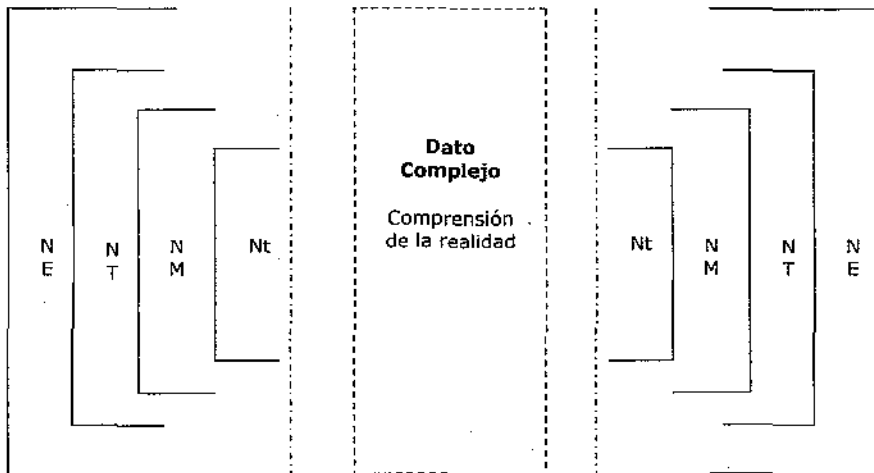 Dato
Complejo
Comprensión
de la realidad
N
E
N
T
N
M
Nt
Nt
N
M
N
T
N
E